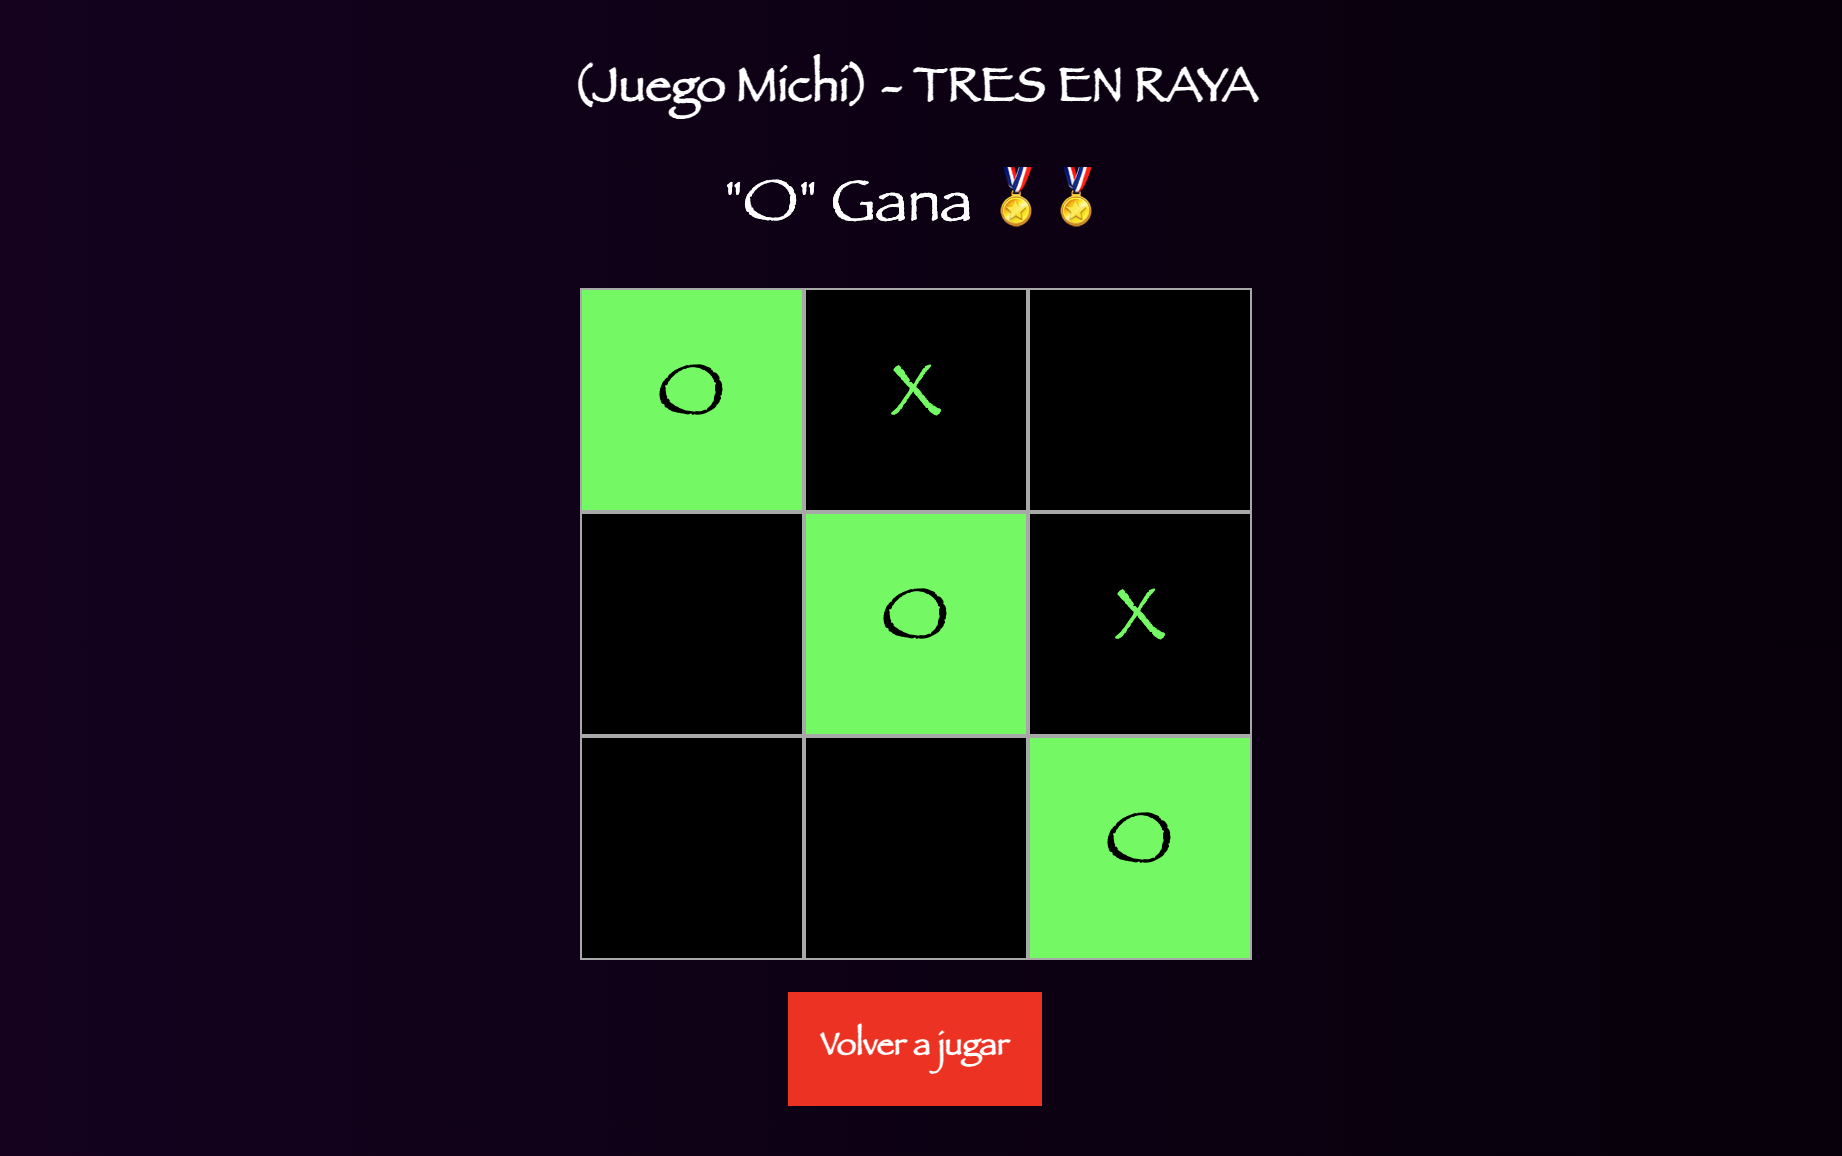 (Juego Michi) - TRES EN RAYA
"O" Gana 🏅🏅
O X
O X
O
Volver a jugar